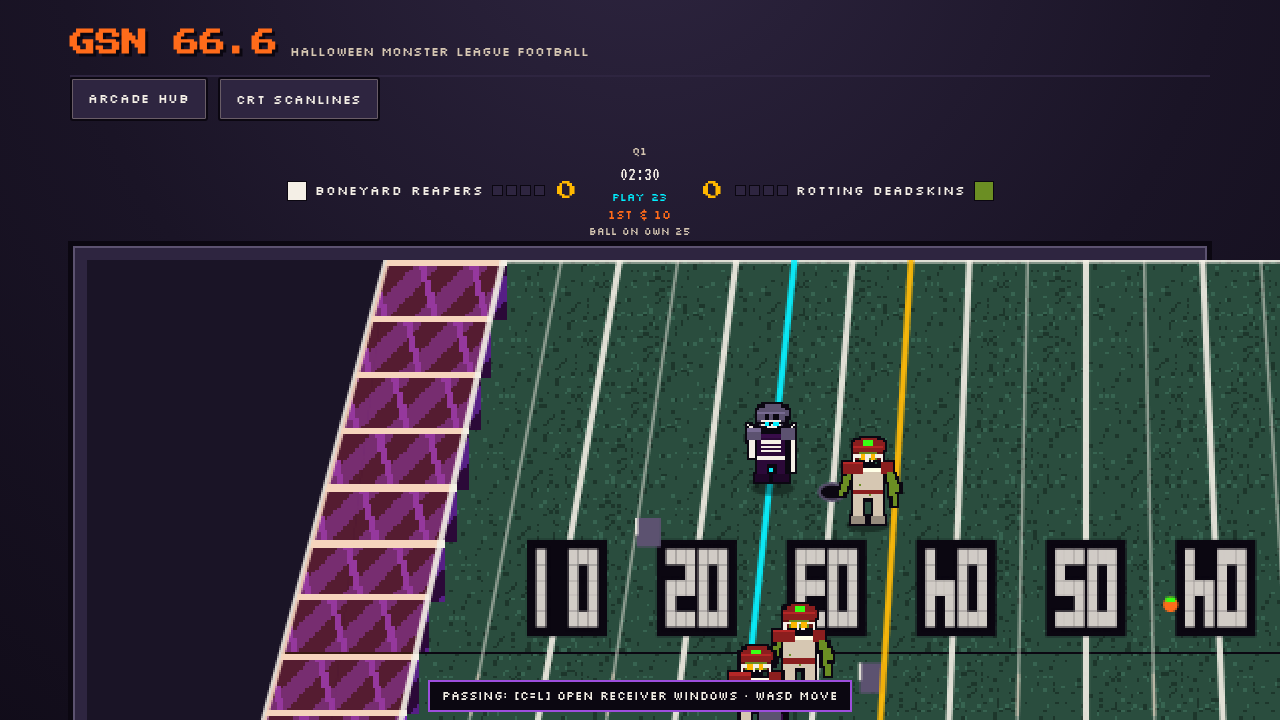 GSN 66.6
HALLOWEEN MONSTER LEAGUE FOOTBALL
ARCADE HUB
CRT SCANLINES
Q1
02:30
BONEYARD REAPERS 0
0 ROTTING DEADSKINS
PLAY 23
1ST & 10
BALL ON OWN 25
10 20 50 40
PASSING: [C=L] OPEN RECEIVER WINDOWS · WASD MOVE